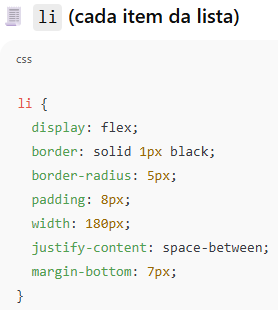 li (cada item da lista)
css
li {
  display: flex;
  border: solid 1px black;
  border-radius: 5px;
  padding: 8px;
  width: 180px;
  justify-content: space-between;
  margin-bottom: 7px;
}